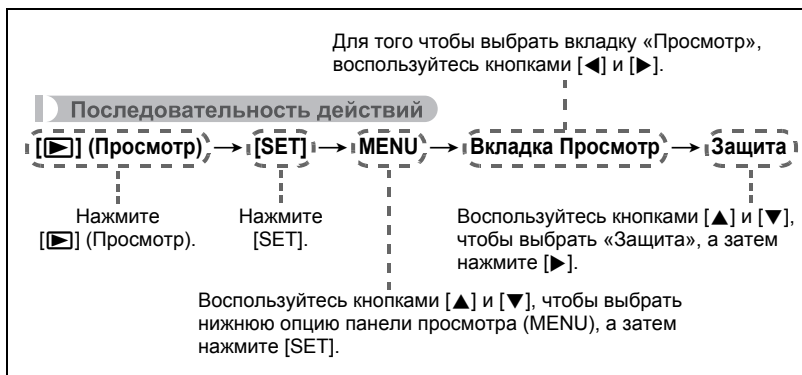 Для того чтобы выбрать вкладку «Просмотр»,
воспользуйтесь кнопками [◀] и [▶].
Последовательность действий
[▶] (Просмотр) → [SET] → MENU → Вкладка Просмотр → Защита
Нажмите
[▶] (Просмотр).
Нажмите
[SET].
Воспользуйтесь кнопками [▲] и [▼],
чтобы выбрать «Защита», а затем
нажмите [▶].
Воспользуйтесь кнопками [▲] и [▼], чтобы выбрать
нижнюю опцию панели просмотра (MENU), а затем
нажмите [SET].